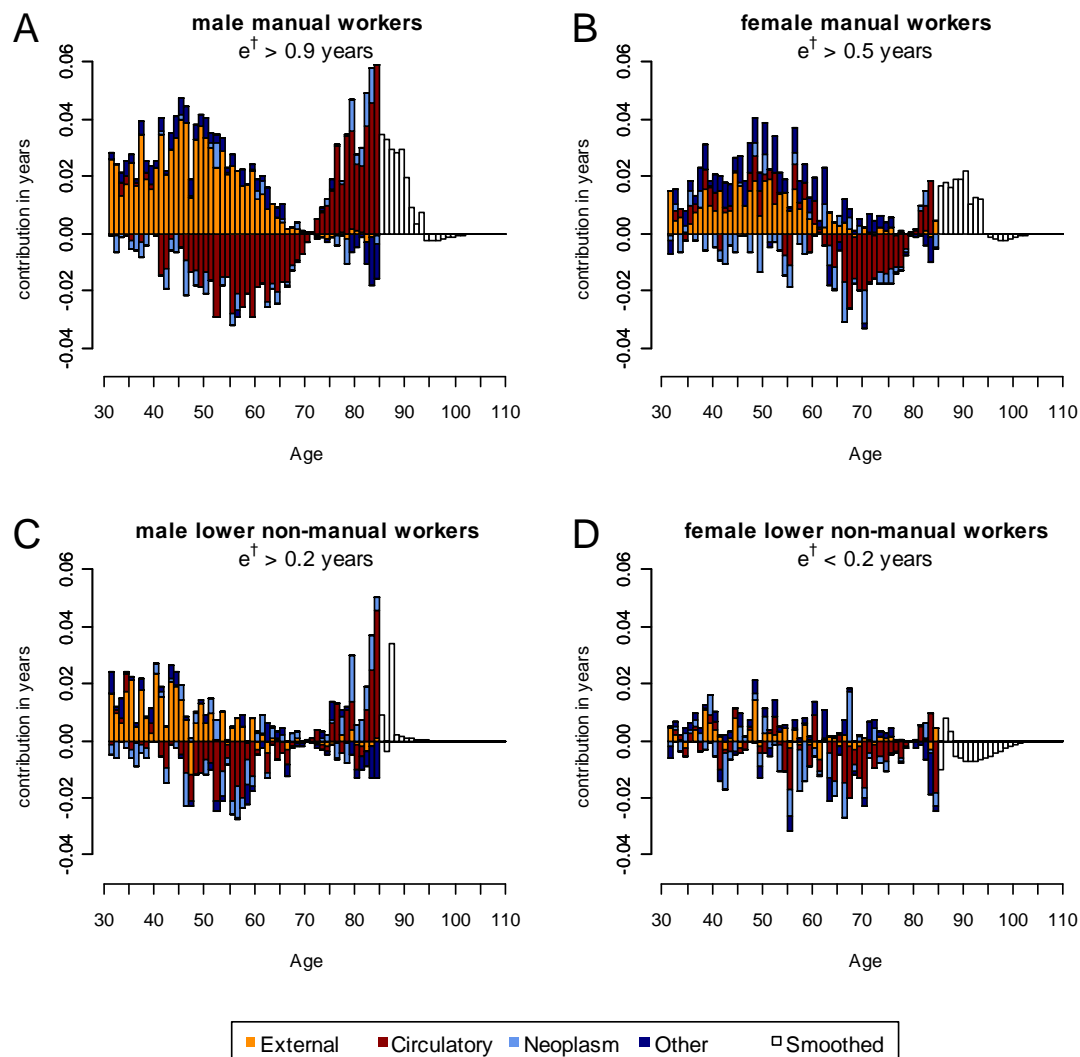 A
male manual workers
e† > 0.9 years
contribution in years
0.06
0.04
0.02
0.00
-0.02
-0.04
30 40 50 60 70 80 90 100 110
Age
B
female manual workers
e† > 0.5 years
contribution in years
0.06
0.04
0.02
0.00
-0.02
-0.04
30 40 50 60 70 80 90 100 110
Age
C
male lower non-manual workers
e† > 0.2 years
contribution in years
0.06
0.04
0.02
0.00
-0.02
-0.04
30 40 50 60 70 80 90 100 110
Age
D
female lower non-manual workers
e† < 0.2 years
contribution in years
0.06
0.04
0.02
0.00
-0.02
-0.04
30 40 50 60 70 80 90 100 110
Age
External Circulatory Neoplasm Other Smoothed